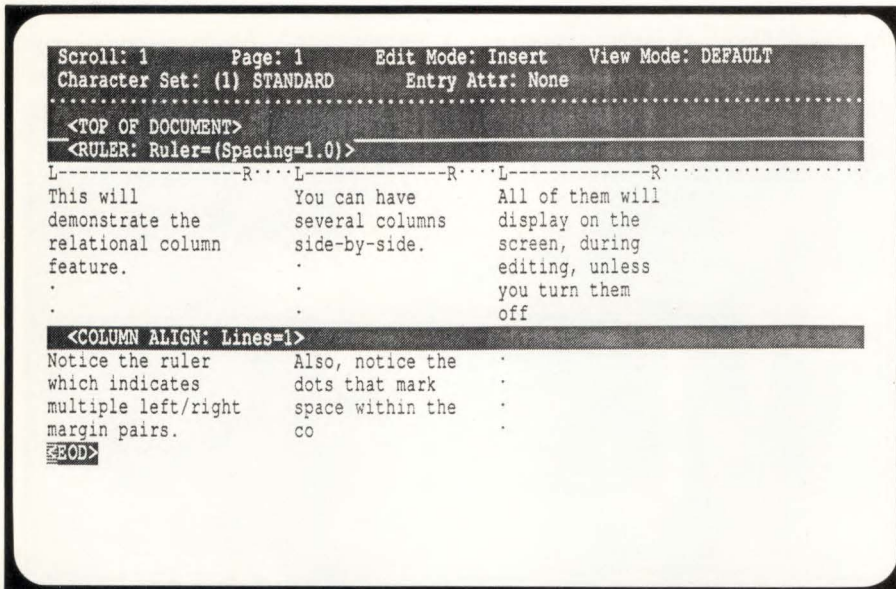 Scroll: 1 Page: 1 Edit Mode: Insert View Mode: DEFAULT
Character Set: (1) STANDARD Entry Attr: None
<TOP OF DOCUMENT>
<RULER: Ruler=(Spacing=1.0)>
L------------------R····L--------------R····L--------------R····················
This will You can have All of them will
demonstrate the several columns display on the
relational column side-by-side. screen, during
feature. · editing, unless
· · you turn them
· · off
<COLUMN ALIGN: Lines=1>
Notice the ruler Also, notice the ·
which indicates dots that mark ·
multiple left/right space within the ·
margin pairs. co ·
<EOD>